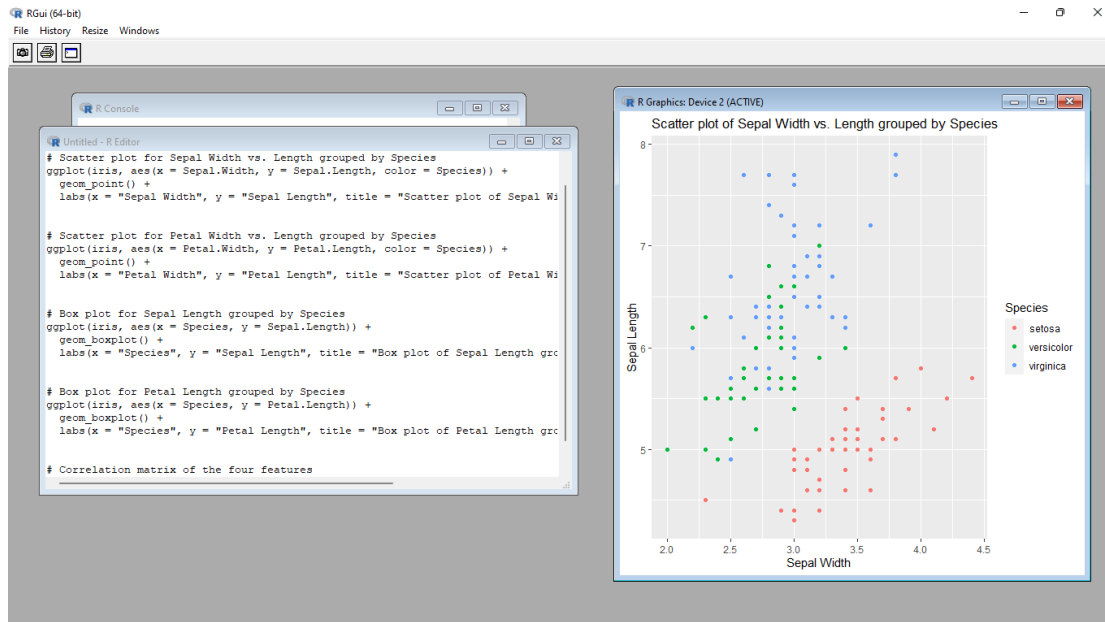 RGui (64-bit)
File History Resize Windows
R Console
Untitled - R Editor
# Scatter plot for Sepal Width vs. Length grouped by Species
ggplot(iris, aes(x = Sepal.Width, y = Sepal.Length, color = Species)) +
  geom_point() +
  labs(x = "Sepal Width", y = "Sepal Length", title = "Scatter plot of Sepal Wi
# Scatter plot for Petal Width vs. Length grouped by Species
ggplot(iris, aes(x = Petal.Width, y = Petal.Length, color = Species)) +
  geom_point() +
  labs(x = "Petal Width", y = "Petal Length", title = "Scatter plot of Petal Wi
# Box plot for Sepal Length grouped by Species
ggplot(iris, aes(x = Species, y = Sepal.Length)) +
  geom_boxplot() +
  labs(x = "Species", y = "Sepal Length", title = "Box plot of Sepal Length grc
# Box plot for Petal Length grouped by Species
ggplot(iris, aes(x = Species, y = Petal.Length)) +
  geom_boxplot() +
  labs(x = "Species", y = "Petal Length", title = "Box plot of Petal Length grc
# Correlation matrix of the four features
R Graphics: Device 2 (ACTIVE)
Scatter plot of Sepal Width vs. Length grouped by Species
8
7
6
5
Sepal Length
2.0 2.5 3.0 3.5 4.0 4.5
Sepal Width
Species
setosa
versicolor
virginica